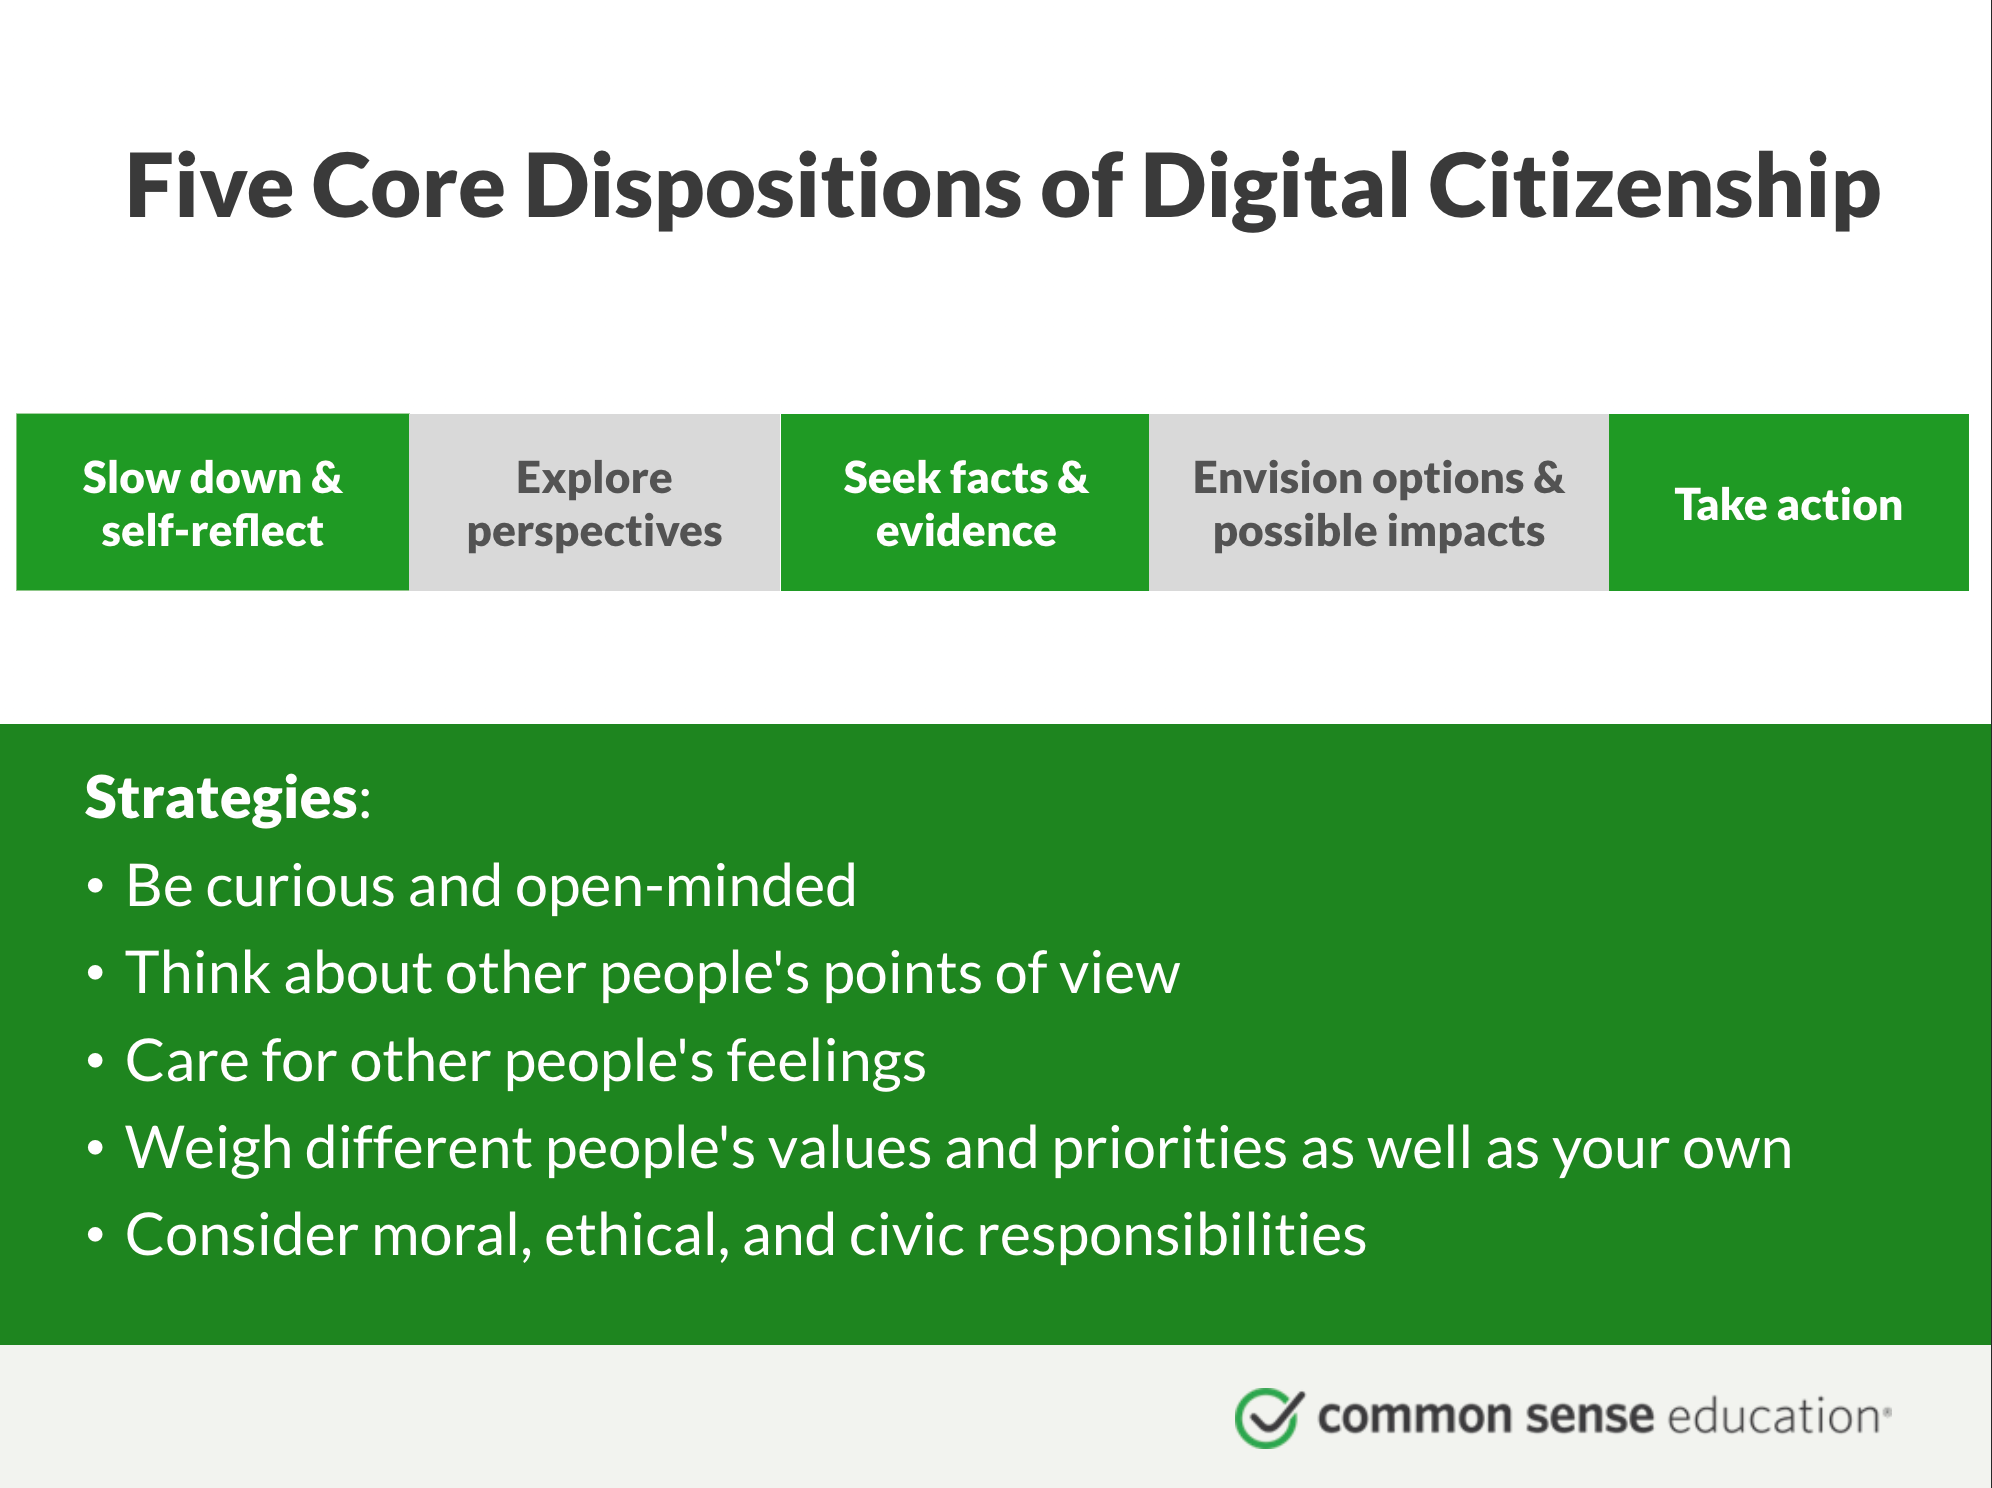 Five Core Dispositions of Digital Citizenship
Slow down &
self-reflect
Explore
perspectives
Seek facts &
evidence
Envision options &
possible impacts
Take action
Strategies:
• Be curious and open-minded
• Think about other people's points of view
• Care for other people's feelings
• Weigh different people's values and priorities as well as your own
• Consider moral, ethical, and civic responsibilities
common sense education®